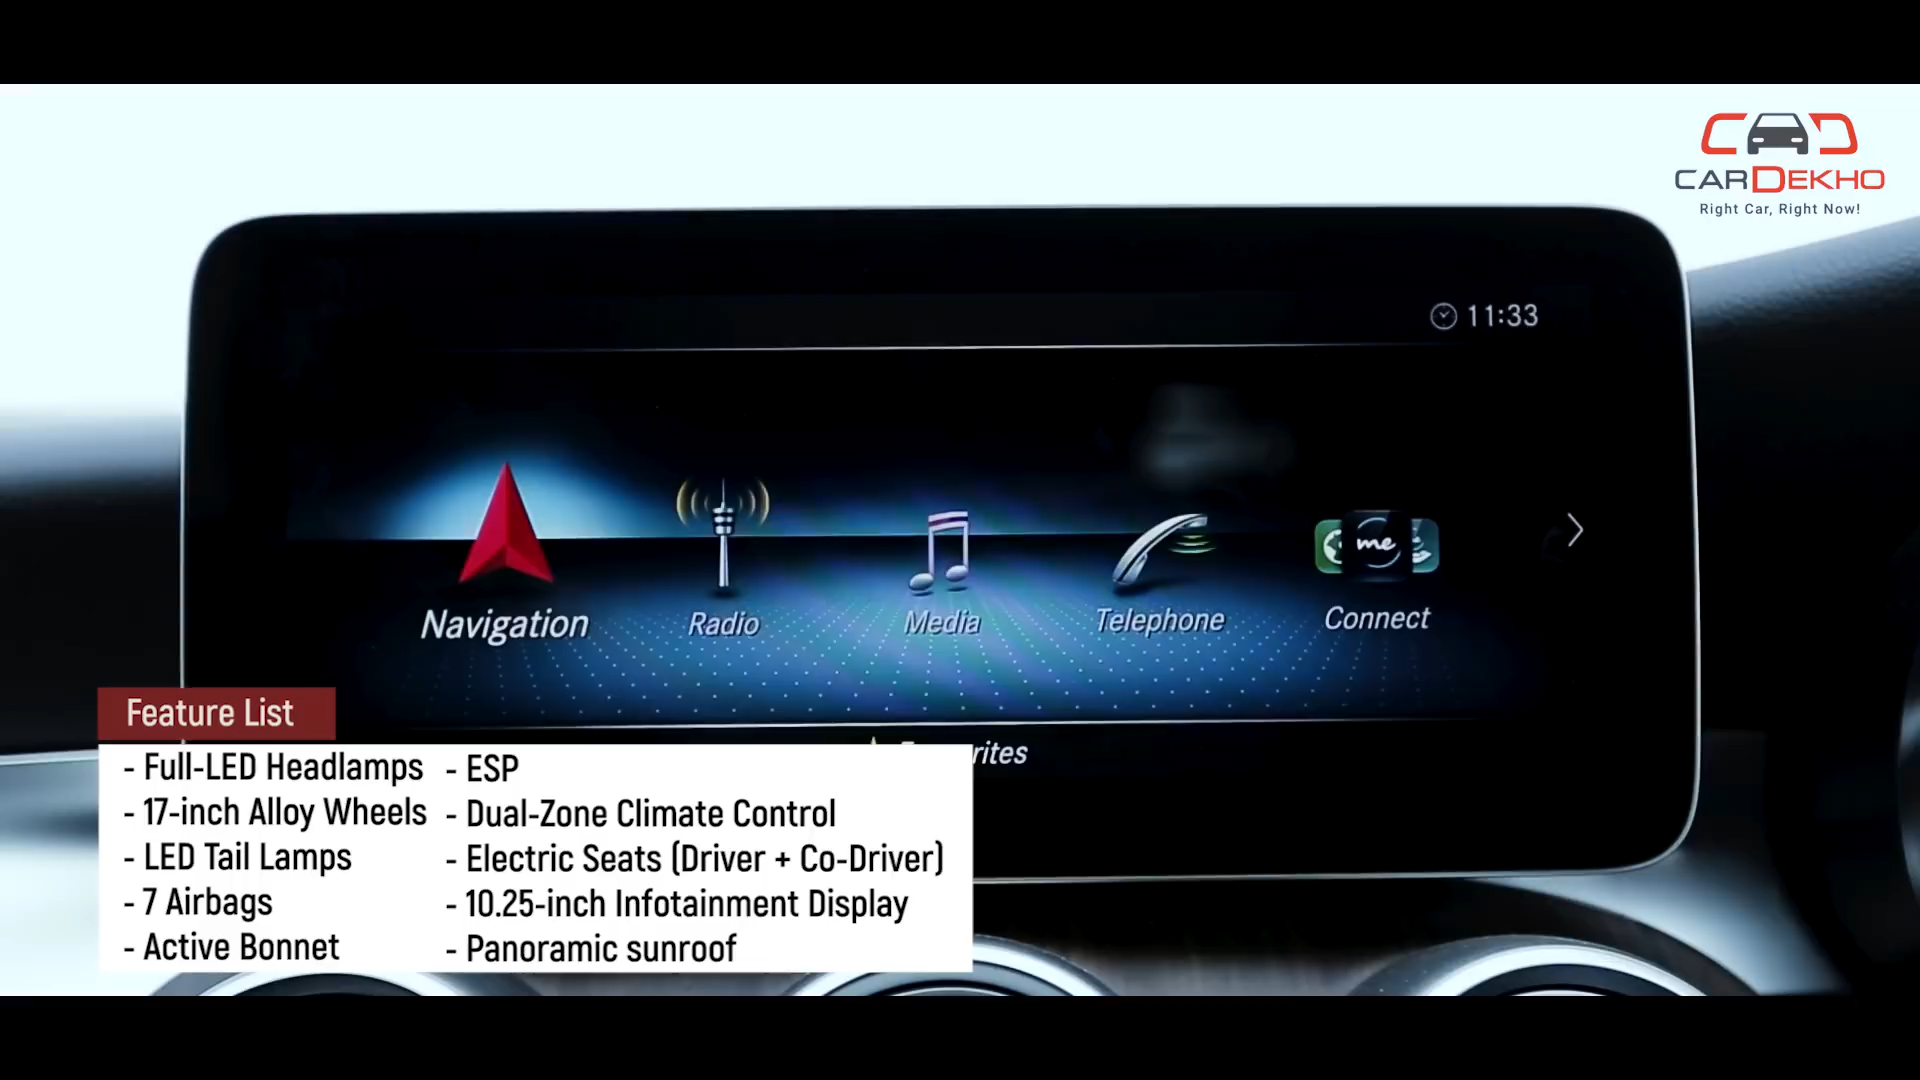 CARDEKHO
Right Car, Right Now!
11:33
me
Navigation
Radio
Media
Telephone
Connect
Feature List
- Full-LED Headlamps
- 17-inch Alloy Wheels
- LED Tail Lamps
- 7 Airbags
- Active Bonnet
- ESP
- Dual-Zone Climate Control
- Electric Seats (Driver + Co-Driver)
- 10.25-inch Infotainment Display
- Panoramic sunroof